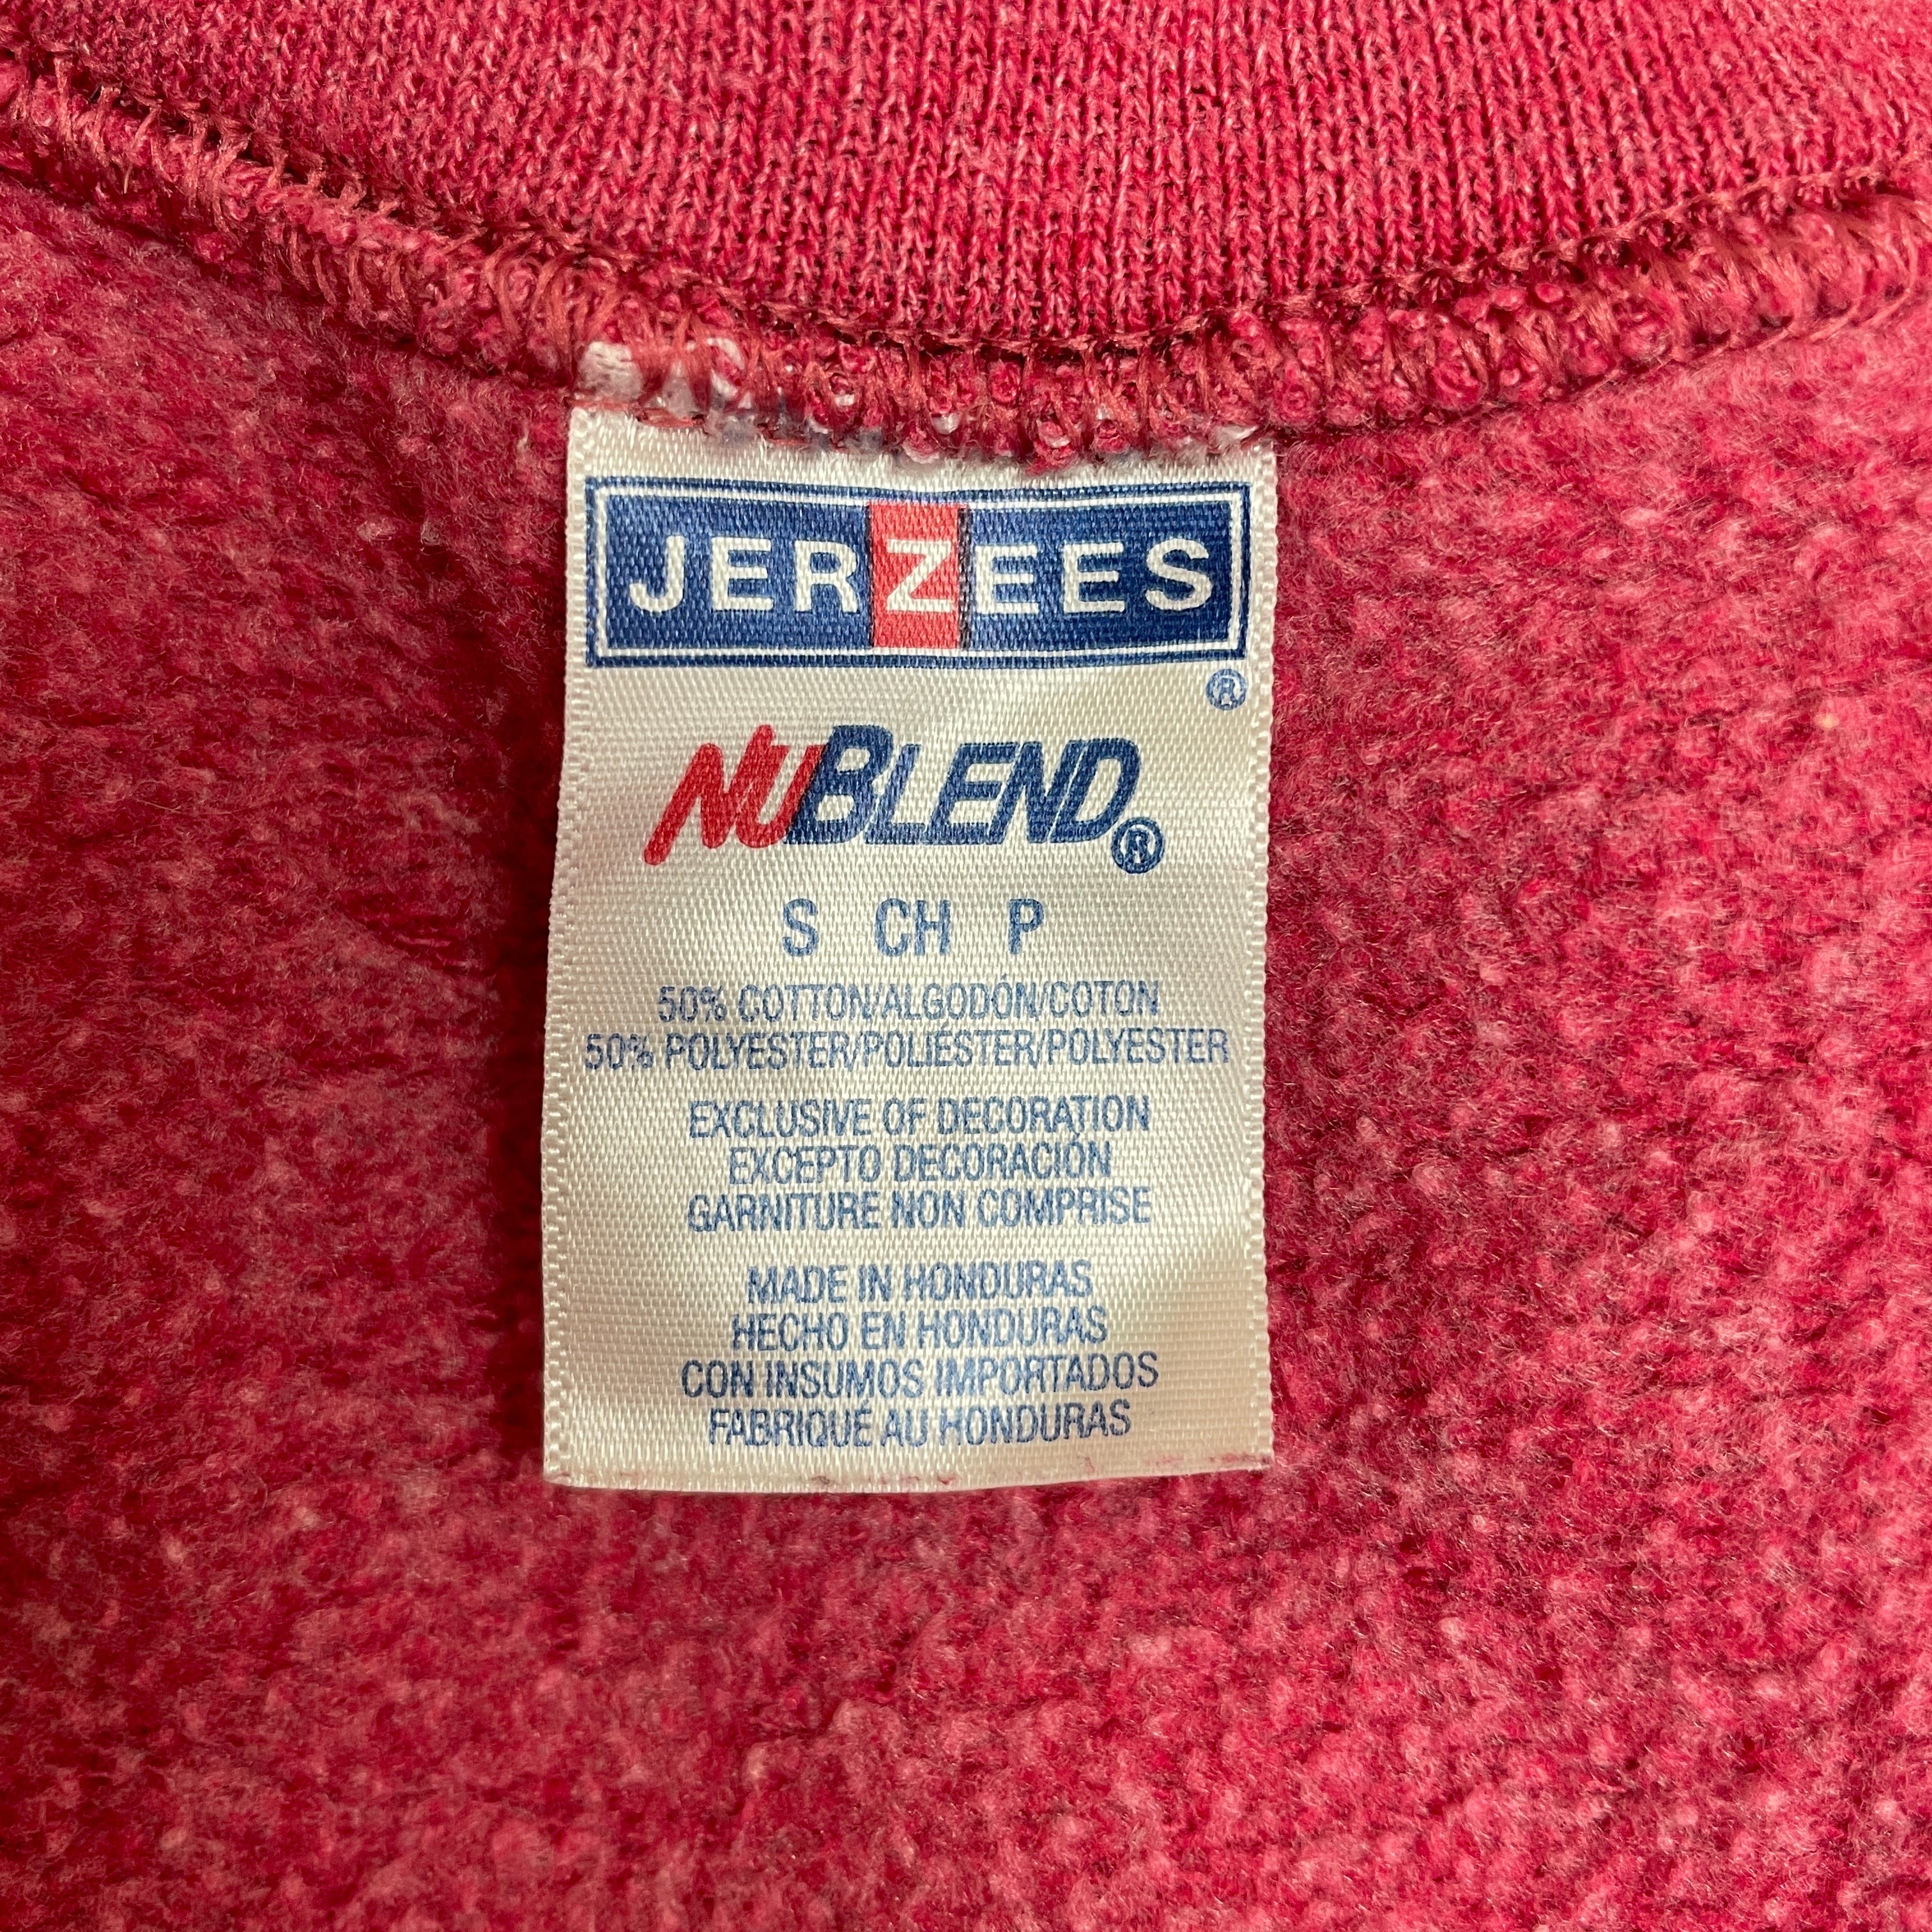 JERZEES
®
NUBLEND®
S CH P
50% COTTON/ALGODÓN/COTON
50% POLYESTER/POLIÉSTER/POLYESTER
EXCLUSIVE OF DECORATION
EXCEPTO DECORACIÓN
GARNITURE NON COMPRISE
MADE IN HONDURAS
HECHO EN HONDURAS
CON INSUMOS IMPORTADOS
FABRIQUÉ AU HONDURAS